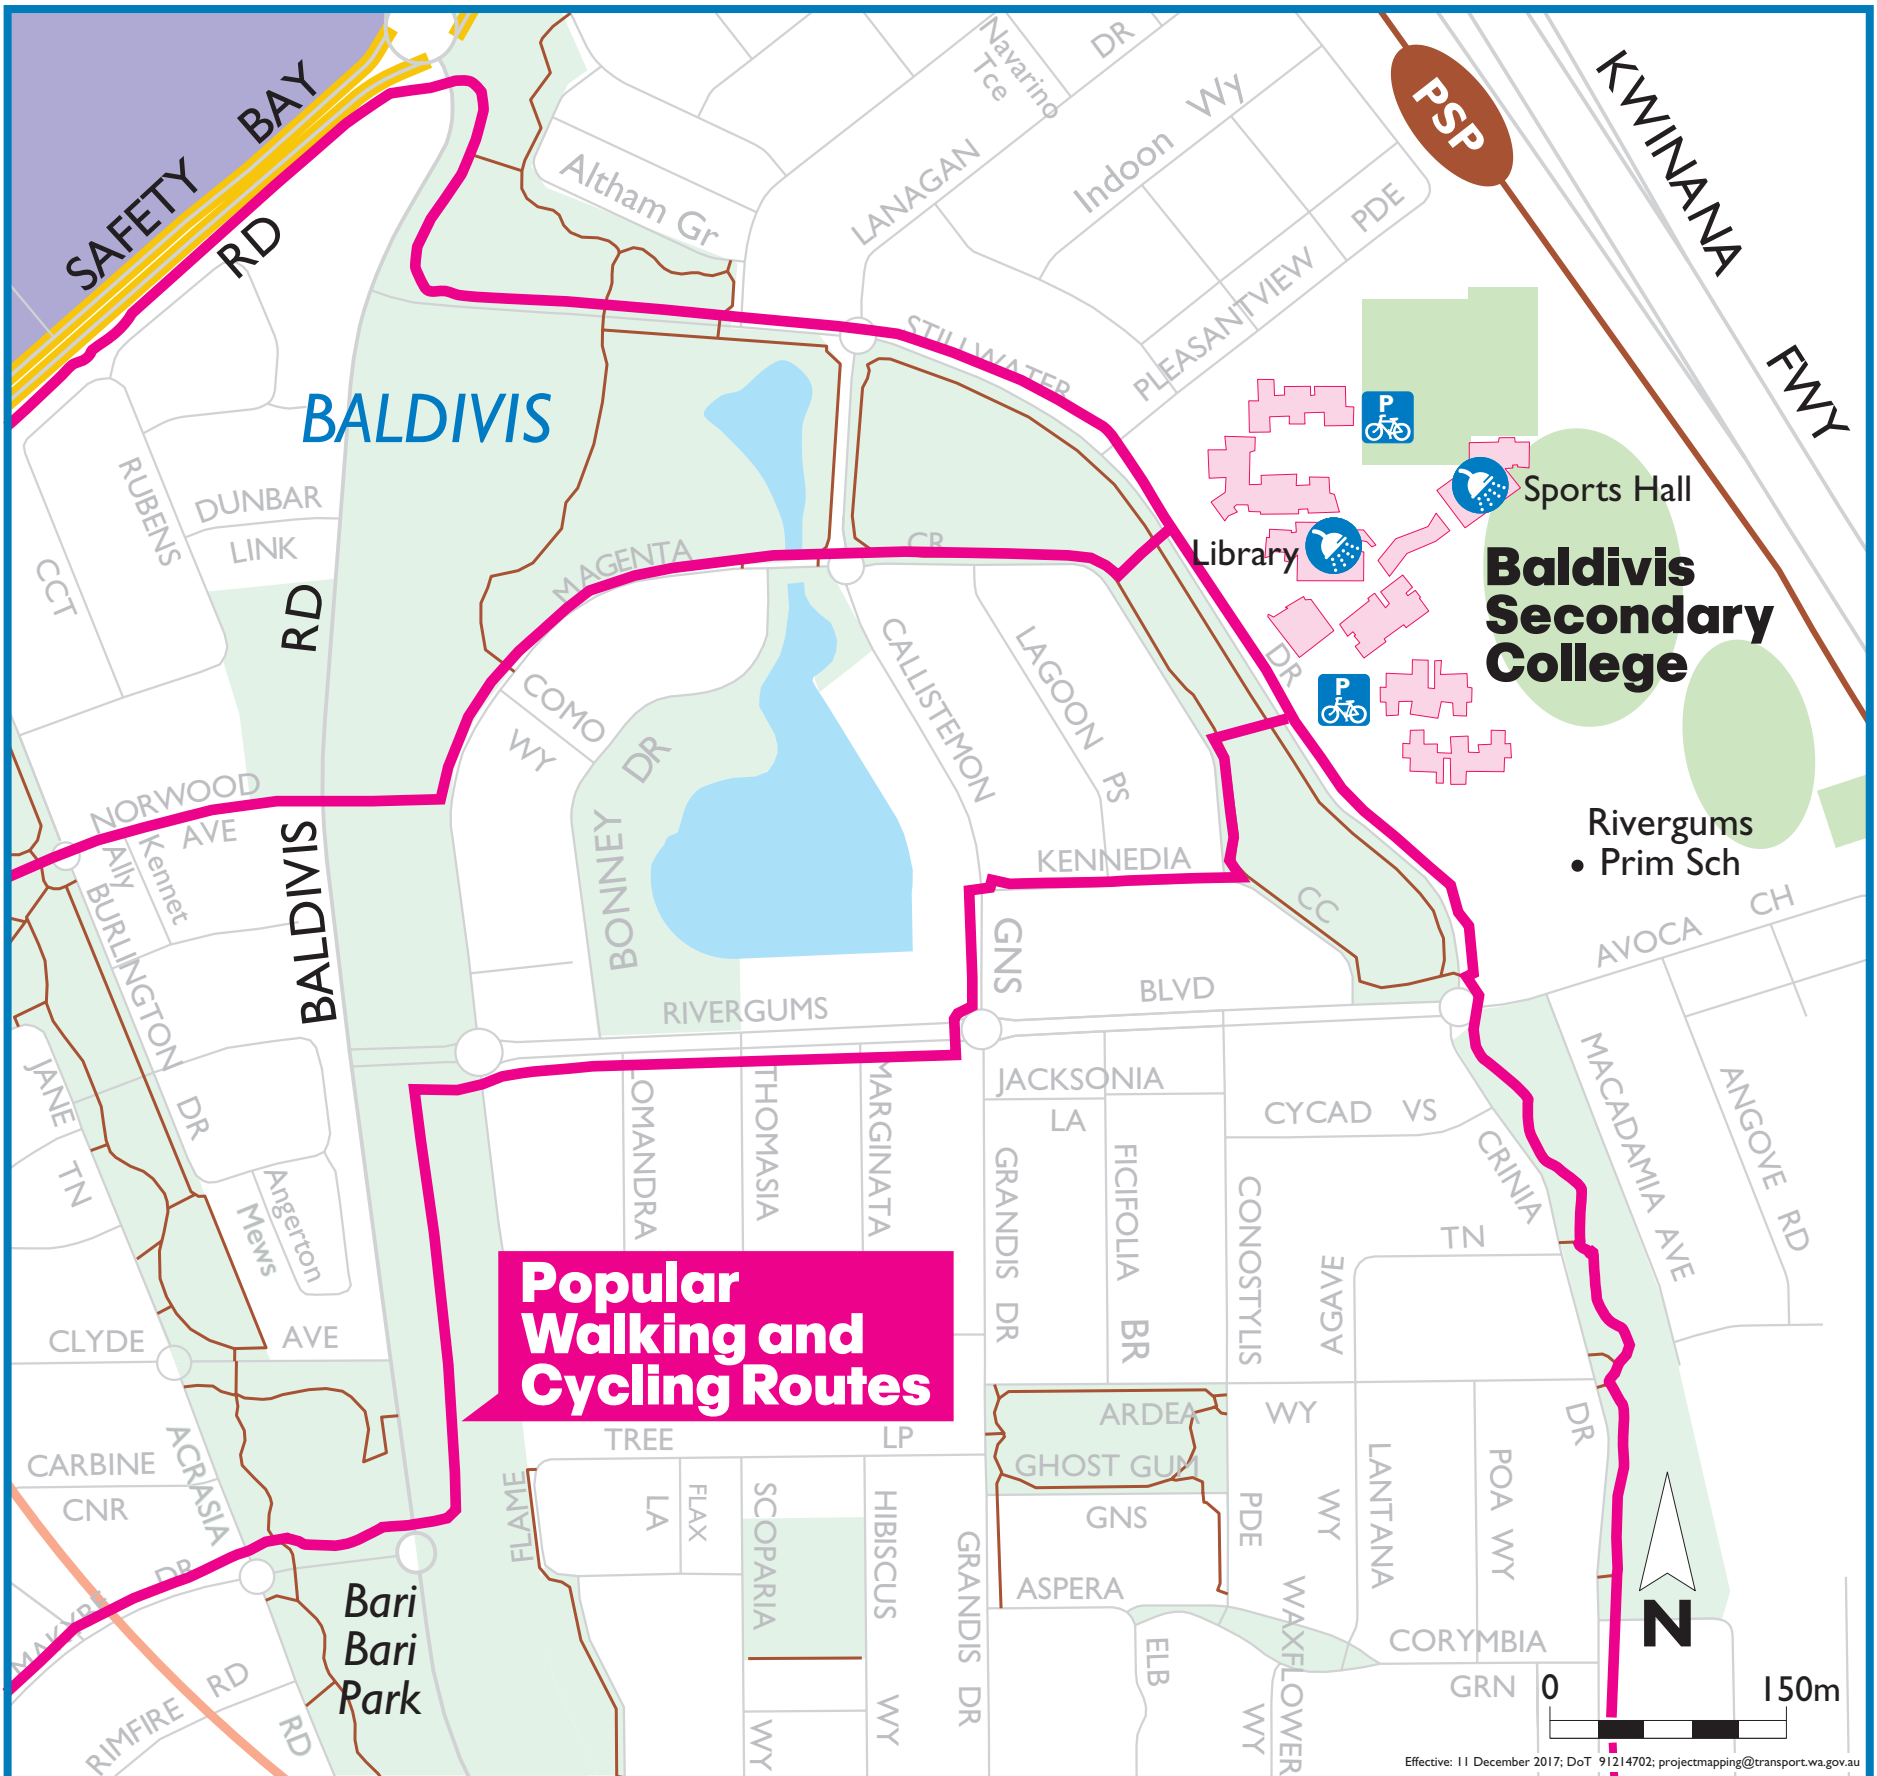 SAFETY BAY
RD
Navarino
Tce
DR
Altham Gr
LANAGAN
Indoon Wy
PLEASANTVIEW PDE
PSP
KWINANA
FWY
STILLWATER
DR
BALDIVIS
RUBENS
CCT
DUNBAR
LINK
MAGENTA
CR
BALDIVIS RD
COMO
WY
BONNEY
DR
CALLISTEMON
GNS
LAGOON
PS
KENNEDIA
CC
Library
Sports Hall
P
P
Baldivis
Secondary
College
Rivergums
• Prim Sch
AVOCA CH
NORWOOD
AVE
Kennet
Ally
BURLINGTON
DR
JANE
TN
Angerton
Mews
RIVERGUMS
BLVD
OMANDRA
THOMASIA
MARGINATA
JACKSONIA
LA
GRANDIS DR
FICIFOLIA
BR
CYCAD VS
CONOSTYLIS
PDE
AGAVE
WY
TN
CRINIA
DR
MACADAMIA AVE
ANGOVE RD
Popular
Walking and
Cycling Routes
CLYDE
AVE
CARBINE
CNR
ACRASIA
RD
MAKYBE
DR
RIMFIRE RD
Bari
Bari
Park
FLAME
TREE
LP
LA
FLAX
SCOPARIA
WY
HIBISCUS
WY
GRANDIS DR
ARDEA
WY
GHOST GUM
GNS
ASPERA
ELB
WAXFLOWER
WY
LANTANA
POA WY
CORYMBIA
GRN
N
0
150m
Effective: 11 December 2017; DoT 91214702; projectmapping@transport.wa.gov.au